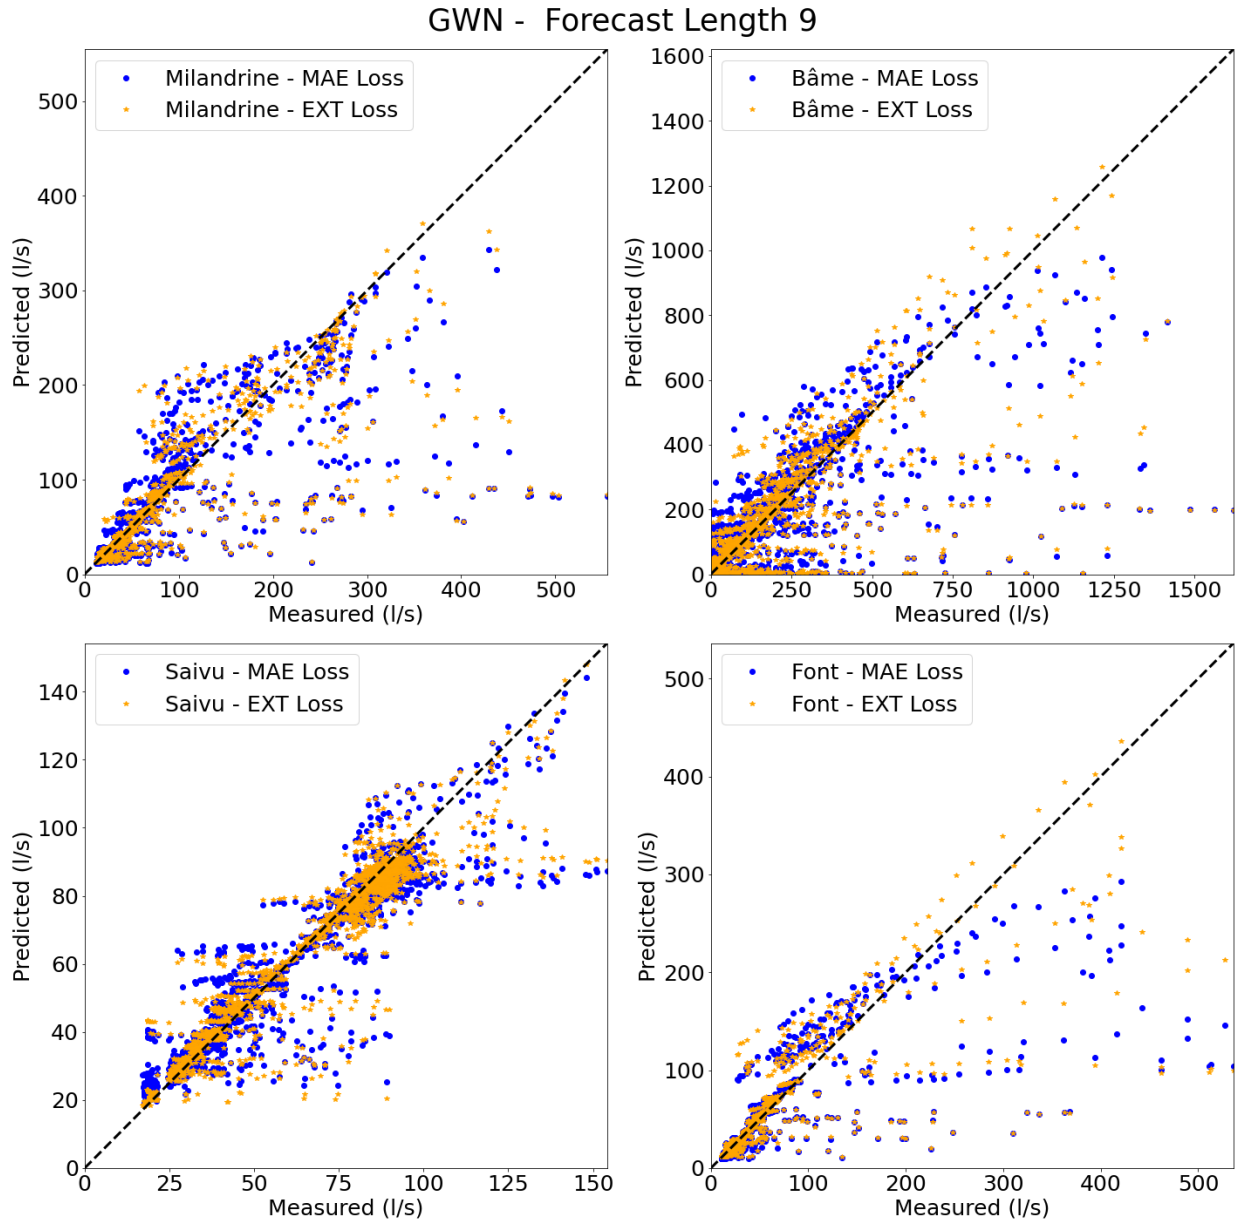 GWN -  Forecast Length 9
Milandrine - MAE Loss
Milandrine - EXT Loss
Predicted (l/s)
500
400
300
200
100
0
0 100 200 300 400 500
Measured (l/s)
Bâme - MAE Loss
Bâme - EXT Loss
Predicted (l/s)
1600
1400
1200
1000
800
600
400
200
0
0 250 500 750 1000 1250 1500
Measured (l/s)
Saivu - MAE Loss
Saivu - EXT Loss
Predicted (l/s)
140
120
100
80
60
40
20
0
0 25 50 75 100 125 150
Measured (l/s)
Font - MAE Loss
Font - EXT Loss
Predicted (l/s)
500
400
300
200
100
0
0 100 200 300 400 500
Measured (l/s)